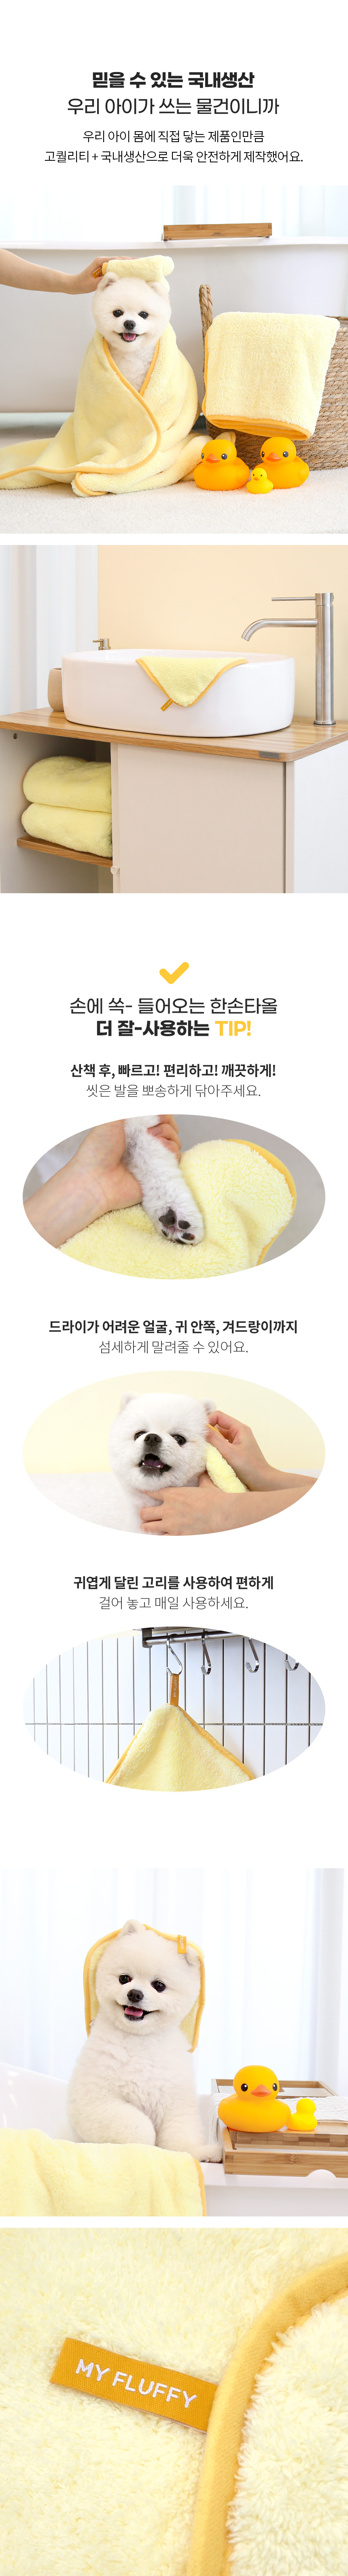 믿을 수 있는 국내생산
우리 아이가 쓰는 물건이니까
우리 아이 몸에 직접 닿는 제품인만큼
고퀄리티 + 국내생산으로 더욱 안전하게 제작했어요.
손에 쏙- 들어오는 한손타올
더 잘-사용하는 TIP!
산책 후, 빠르고! 편리하고! 깨끗하게!
씻은 발을 뽀송하게 닦아주세요.
드라이가 어려운 얼굴, 귀 안쪽, 겨드랑이까지
섬세하게 말려줄 수 있어요.
귀엽게 달린 고리를 사용하여 편하게
걸어 놓고 매일 사용하세요.
MY FLUFFY